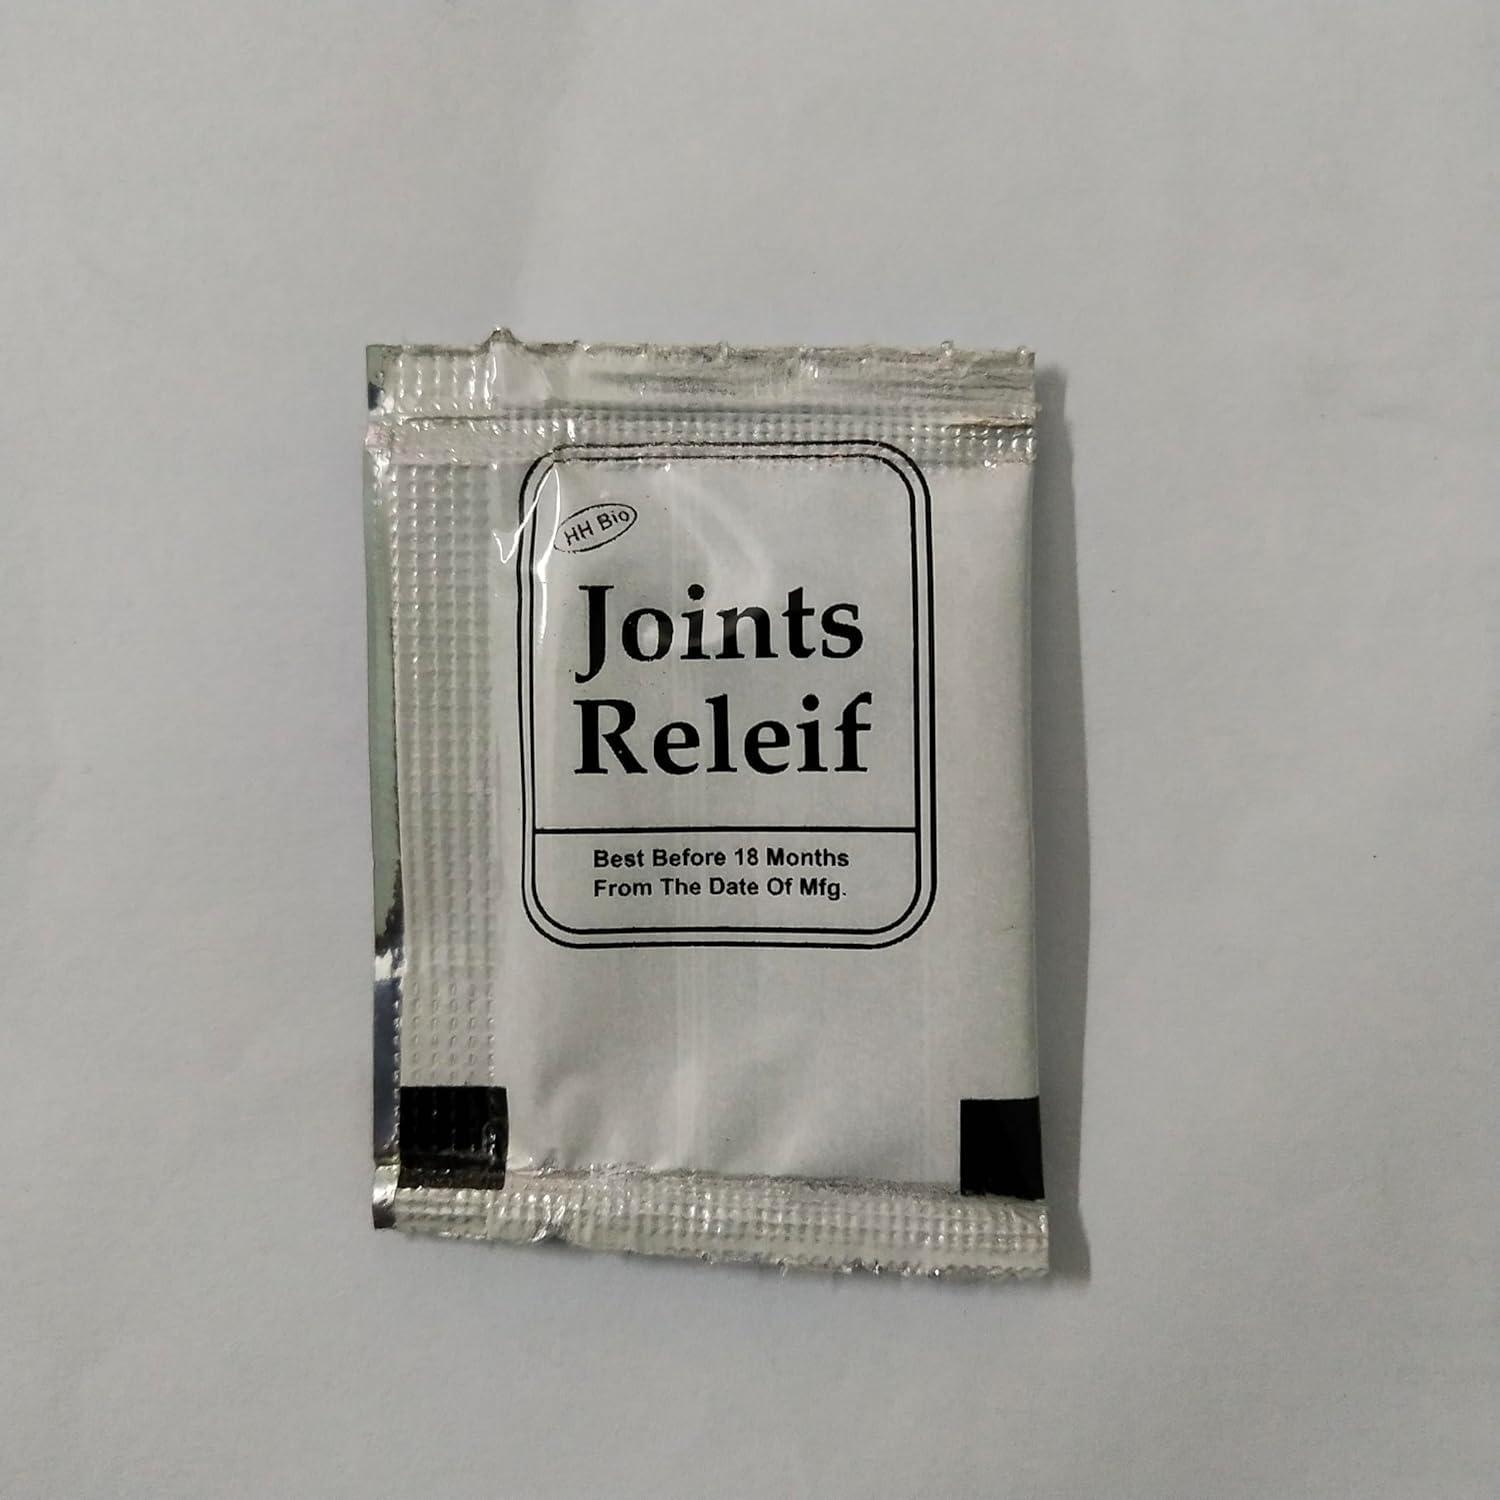 HH Bio
Joints
Releif
Best Before 18 Months
From The Date Of Mfg.